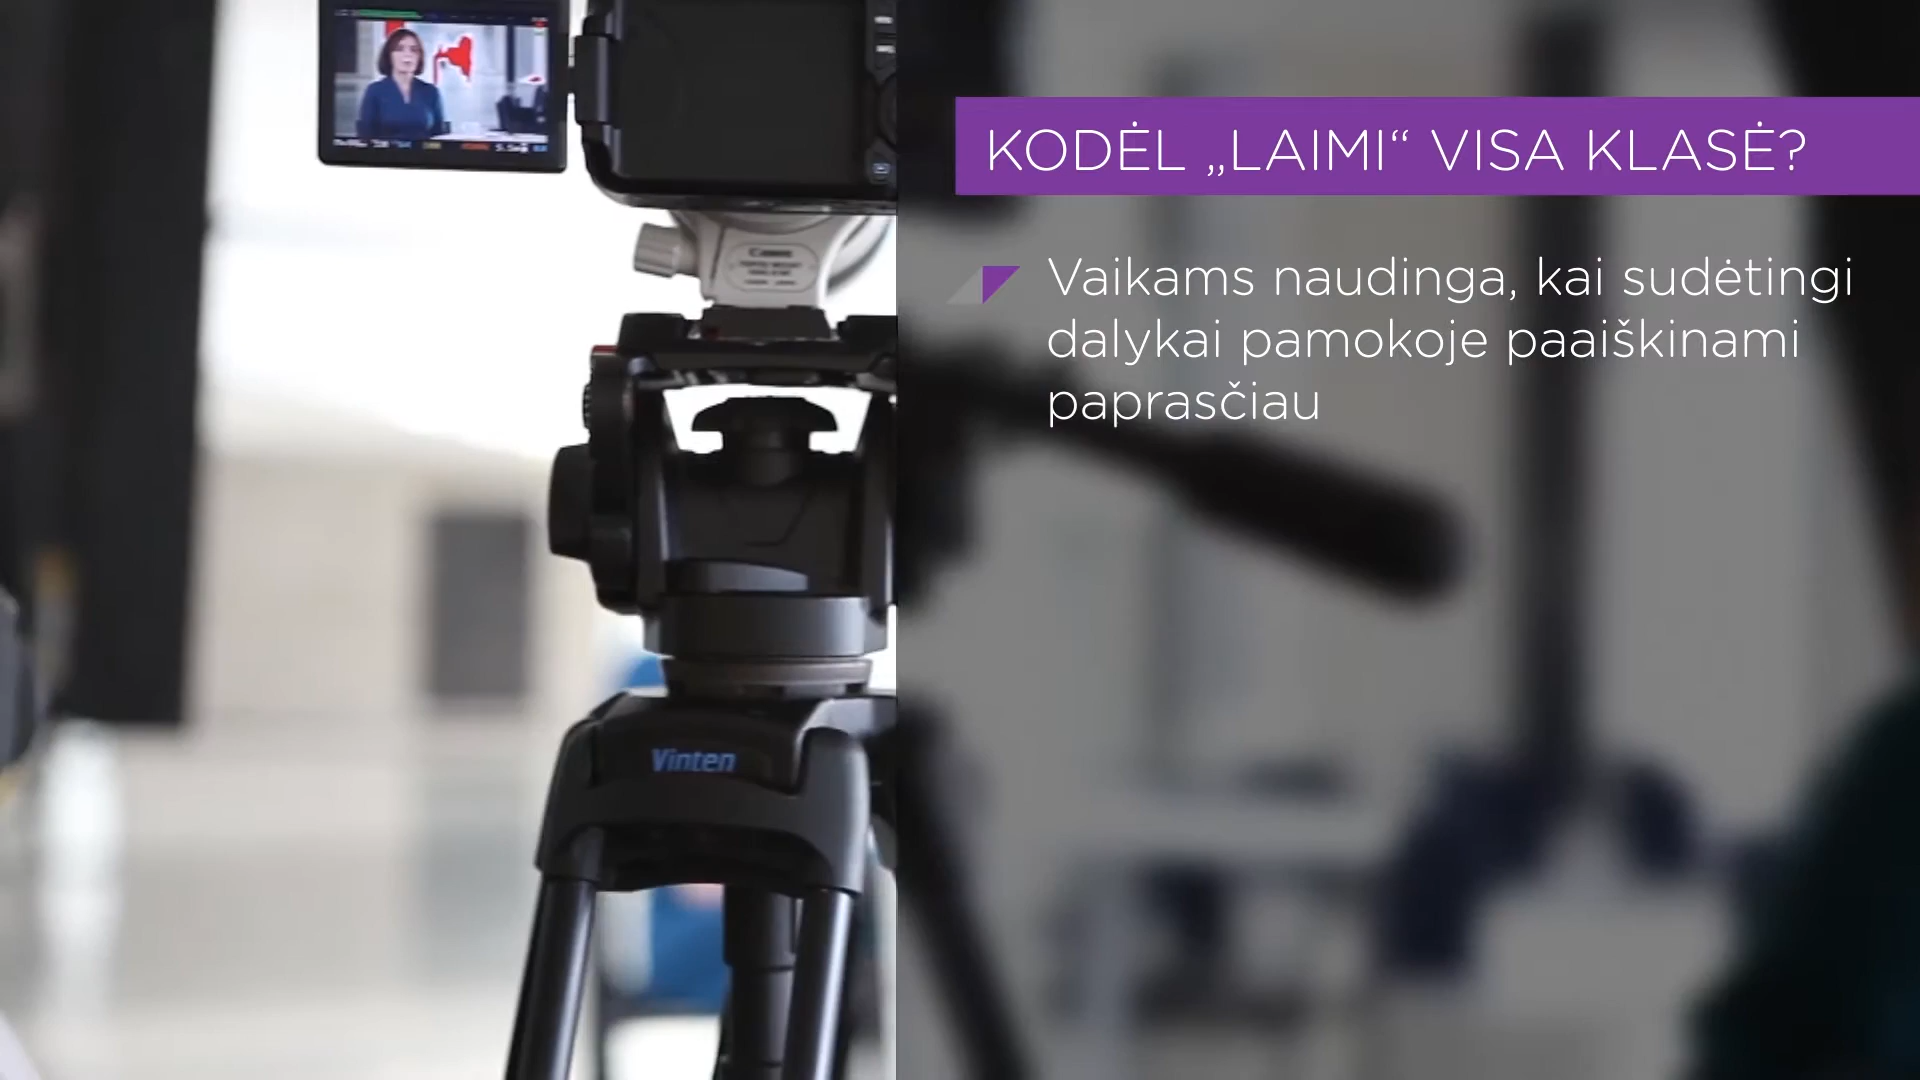 KODĖL „LAIMI“ VISA KLASĖ?
Vaikams naudinga, kai sudėtingi
dalykai pamokoje paaiškinami
paprasčiau
Canon
Vinten